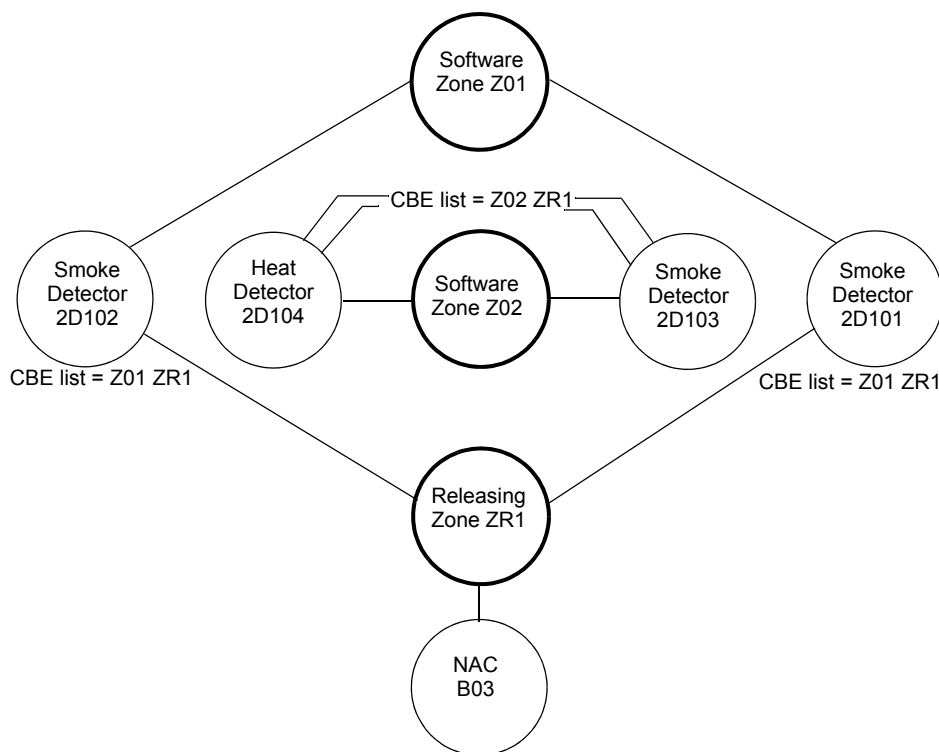 Software
Zone Z01
CBE list = Z02 ZR1
Smoke
Detector
2D102
Heat
Detector
2D104
Software
Zone Z02
Smoke
Detector
2D103
Smoke
Detector
2D101
CBE list = Z01 ZR1
CBE list = Z01 ZR1
Releasing
Zone ZR1
NAC
B03